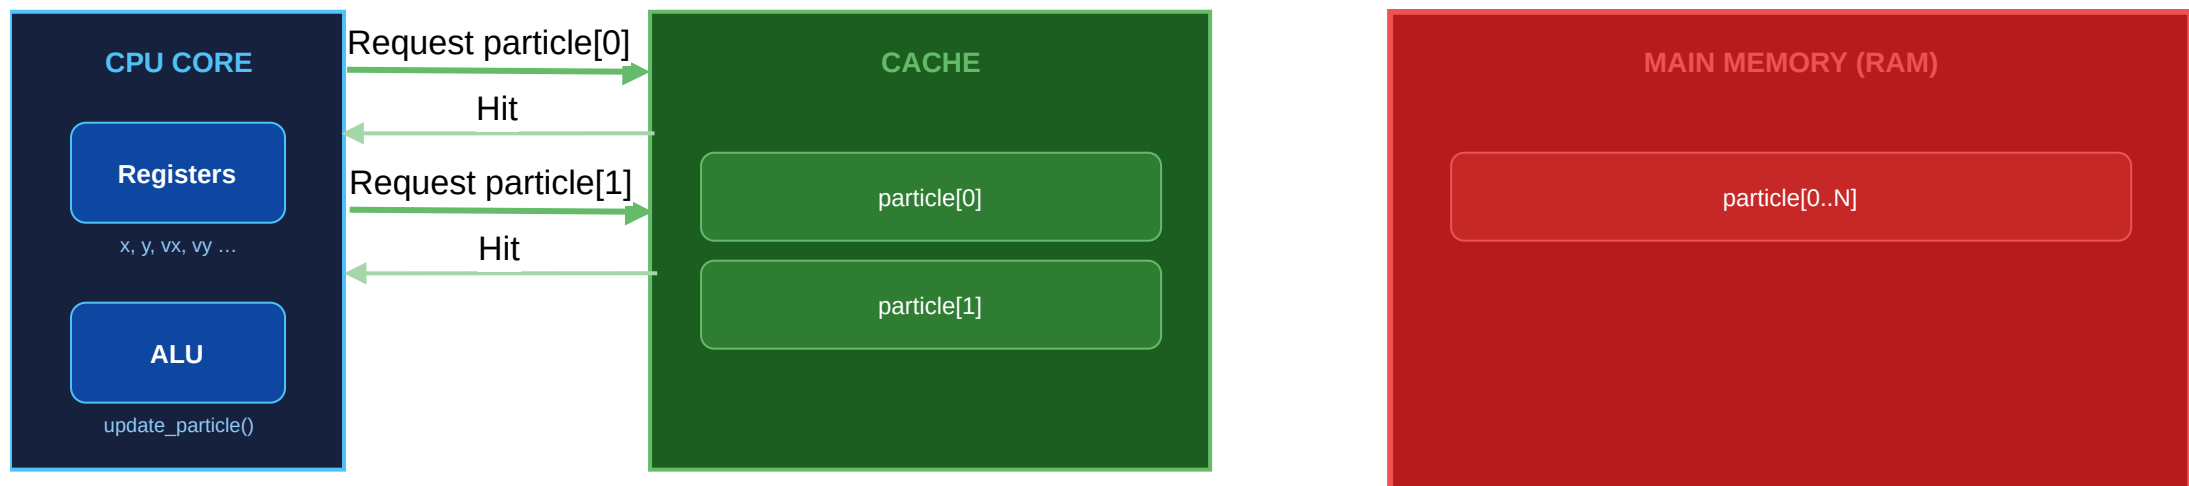 CPU CORE
Registers
x, y, vx, vy …
ALU
update_particle()
Request particle[0]
Hit
Request particle[1]
Hit
CACHE
particle[0]
particle[1]
MAIN MEMORY (RAM)
particle[0..N]